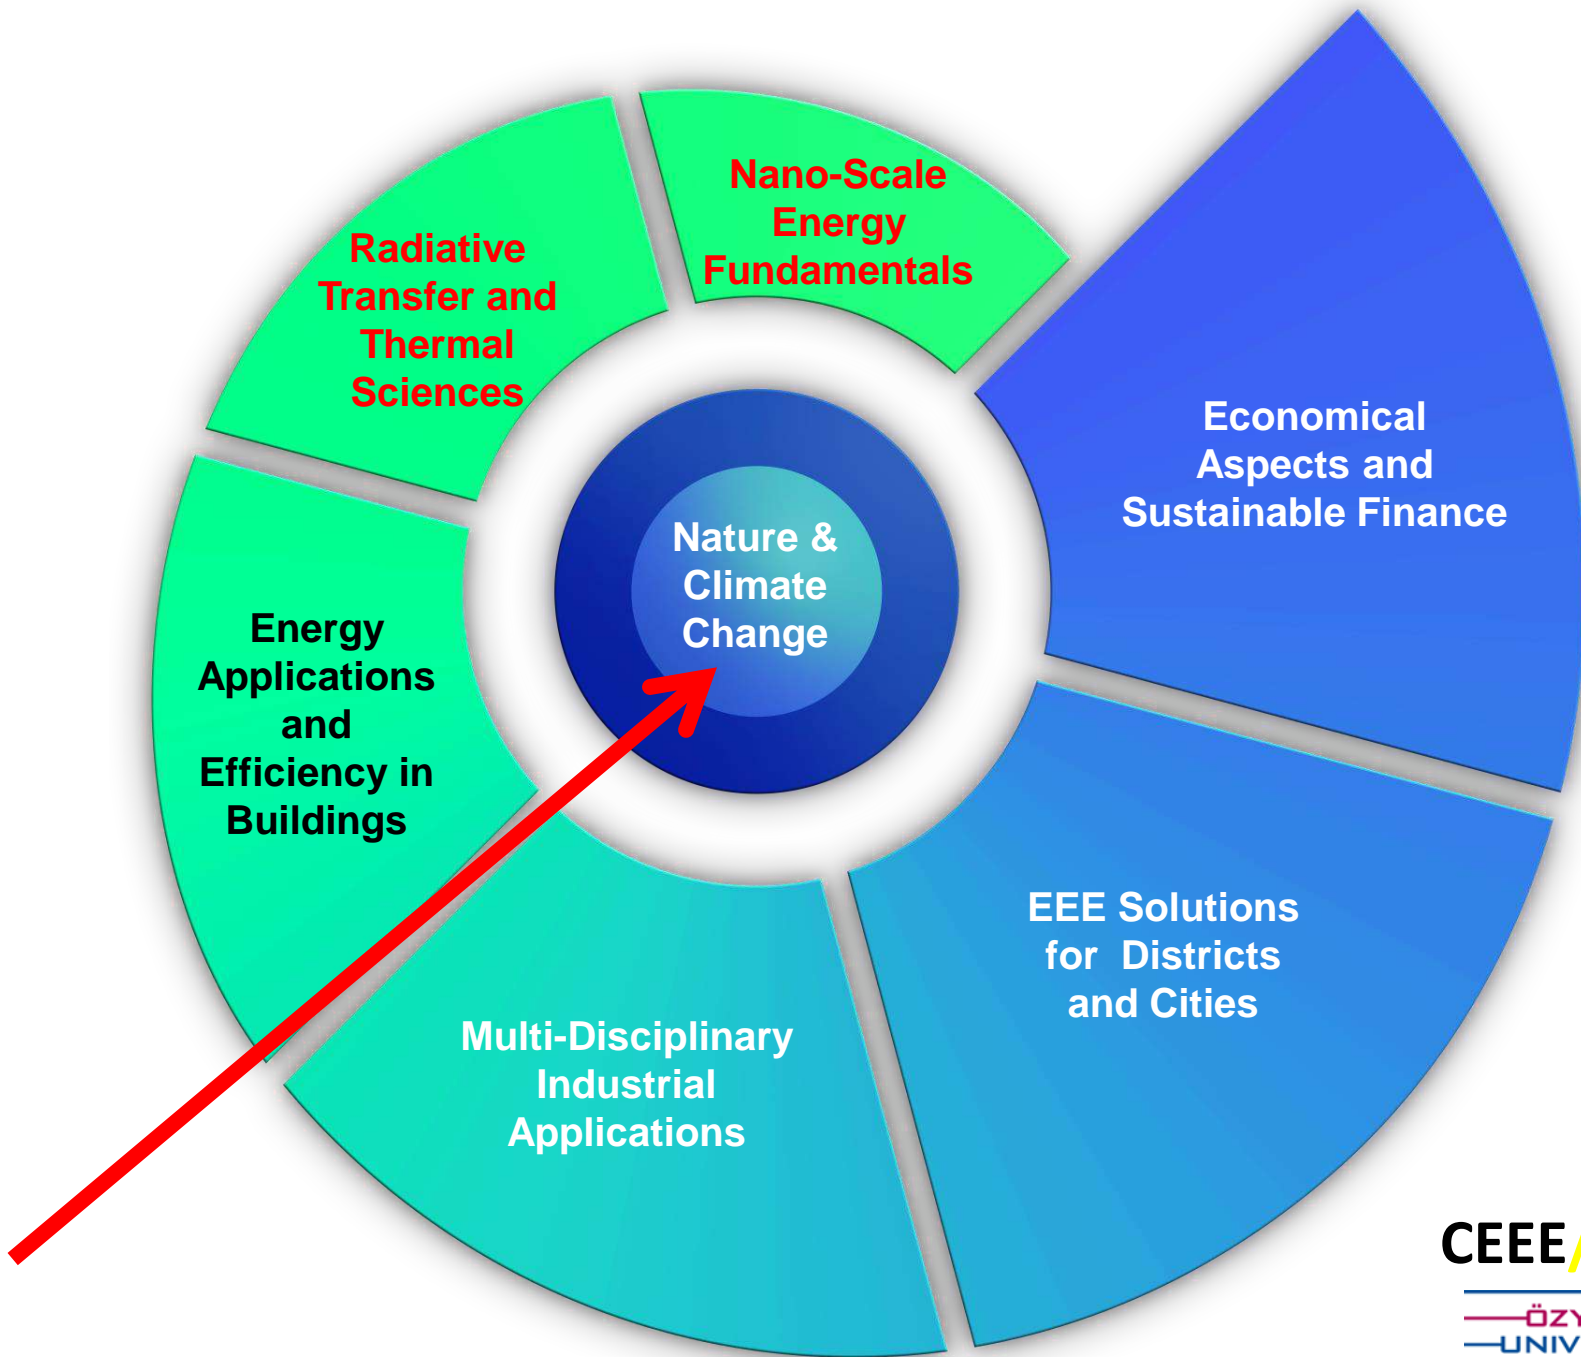 Nano-Scale
Energy
Fundamentals
Radiative
Transfer and
Thermal
Sciences
Economical
Aspects and
Sustainable Finance
Nature &
Climate
Change
Energy
Applications
and
Efficiency in
Buildings
EEE Solutions
for Districts
and Cities
Multi-Disciplinary
Industrial
Applications
CEEE